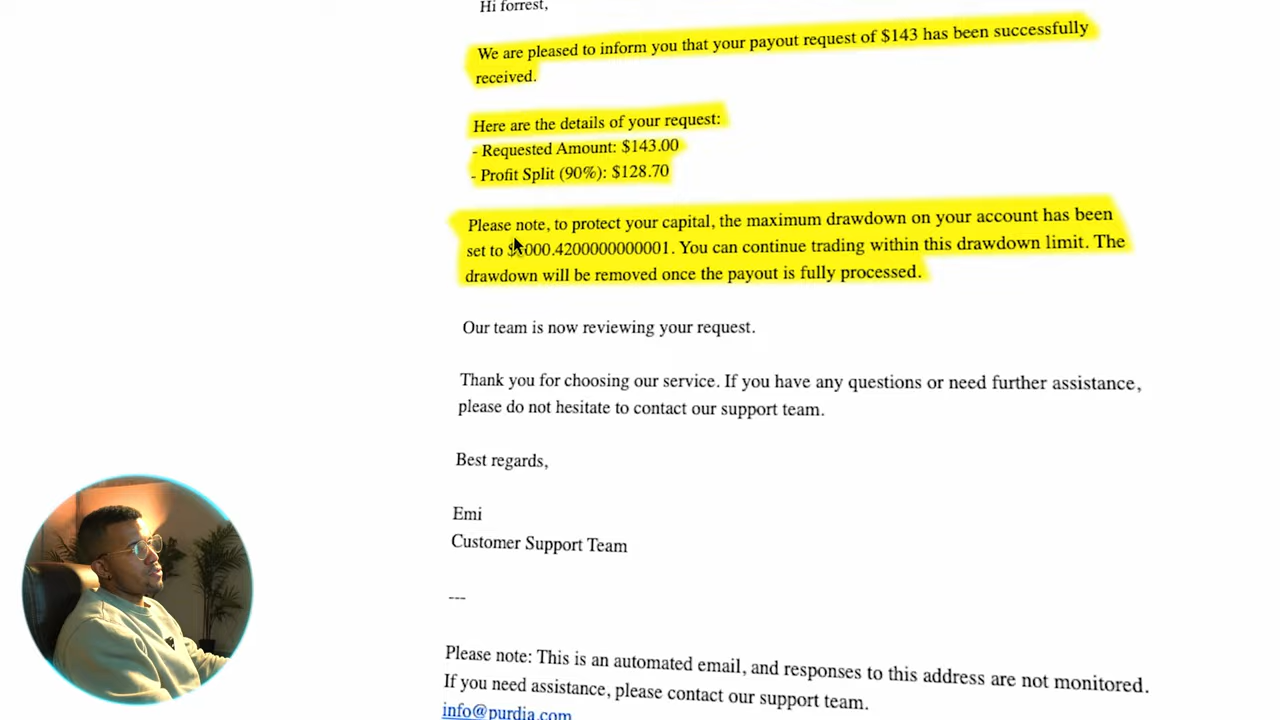 Hi forrest,
We are pleased to inform you that your payout request of $143 has been successfully
received.
Here are the details of your request:
- Requested Amount: $143.00
- Profit Split (90%): $128.70
Please note, to protect your capital, the maximum drawdown on your account has been
set to 000.4200000000001. You can continue trading within this drawdown limit. The
drawdown will be removed once the payout is fully processed.
Our team is now reviewing your request.
Thank you for choosing our service. If you have any questions or need further assistance,
please do not hesitate to contact our support team.
Best regards,
Emi
Customer Support Team
---
Please note: This is an automated email, and responses to this address are not monitored.
If you need assistance, please contact our support team.
info@purdia.com